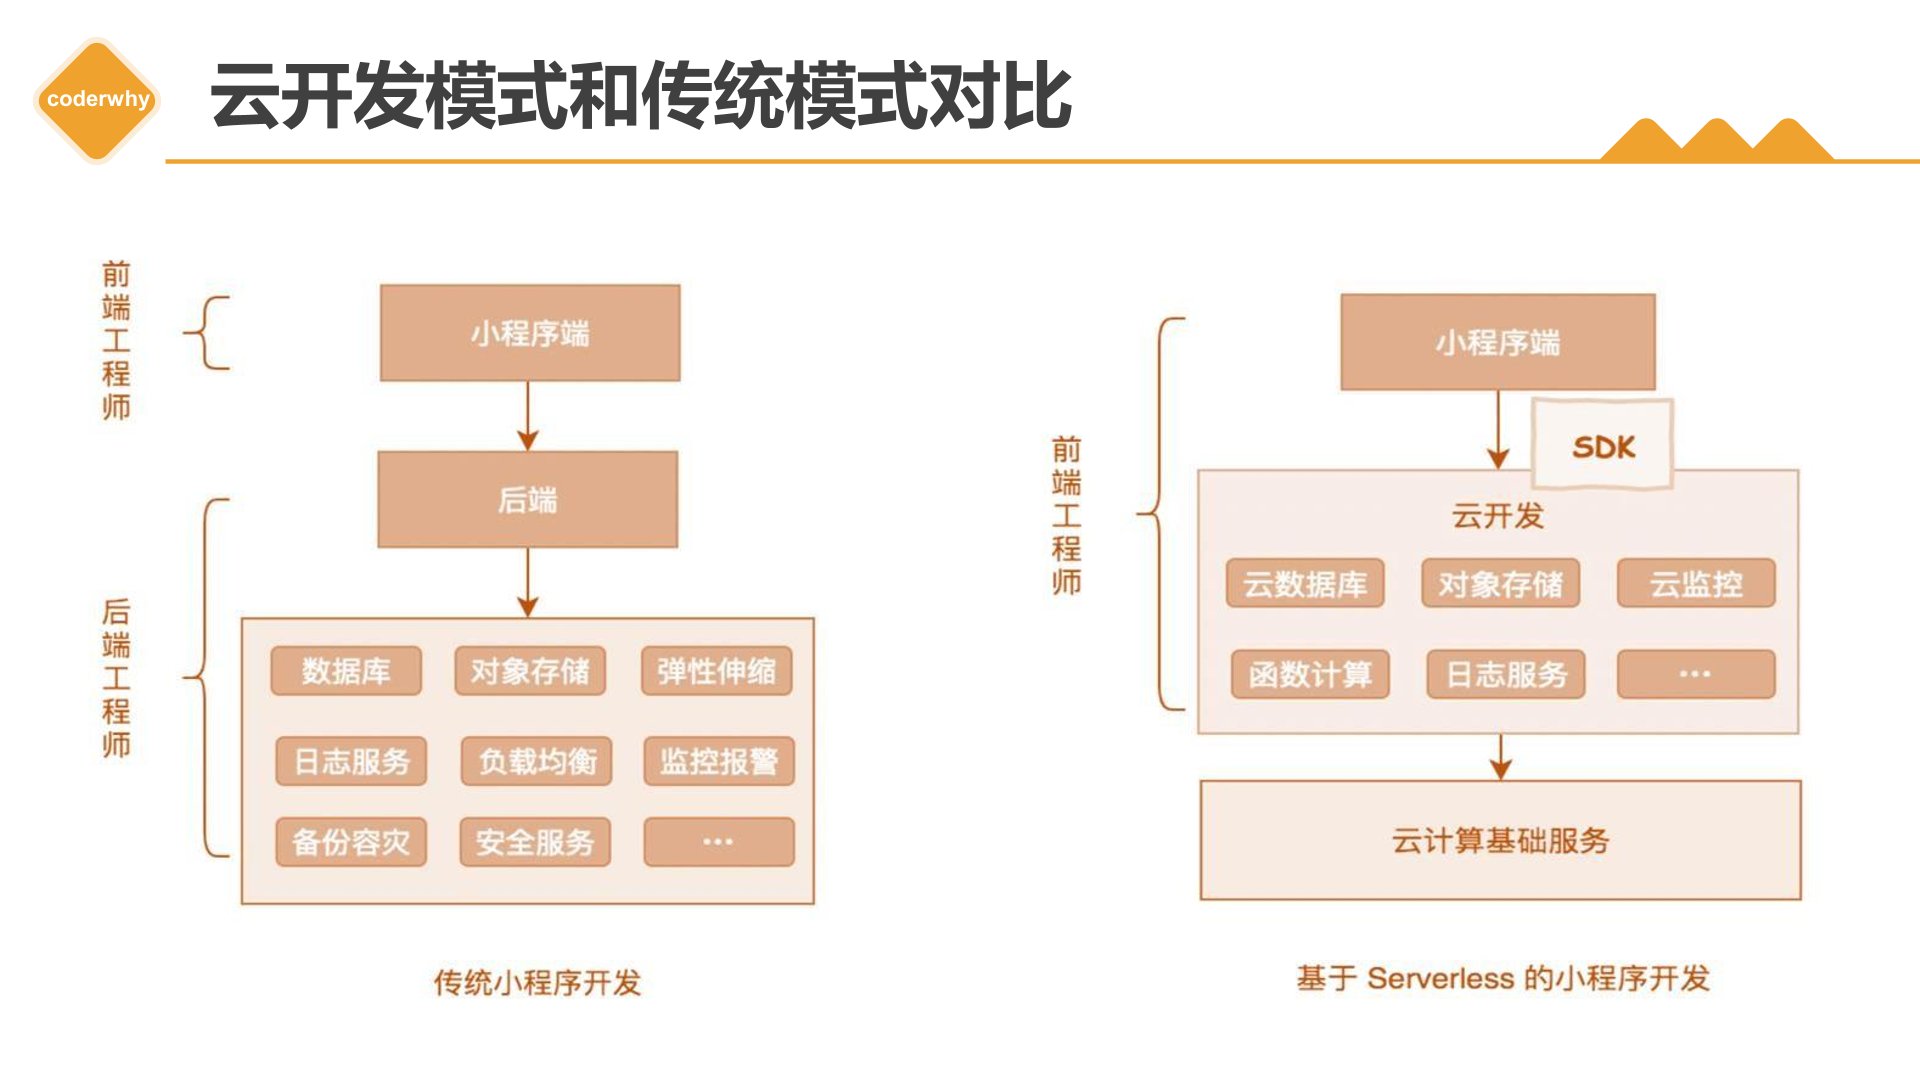 coderwhy
云开发模式和传统模式对比
前端工程师
小程序端
后端
后端工程师
数据库
对象存储
弹性伸缩
日志服务
负载均衡
监控报警
备份容灾
安全服务
...
传统小程序开发
前端工程师
小程序端
SDK
云开发
云数据库
对象存储
云监控
函数计算
日志服务
...
云计算基础服务
基于 Serverless 的小程序开发